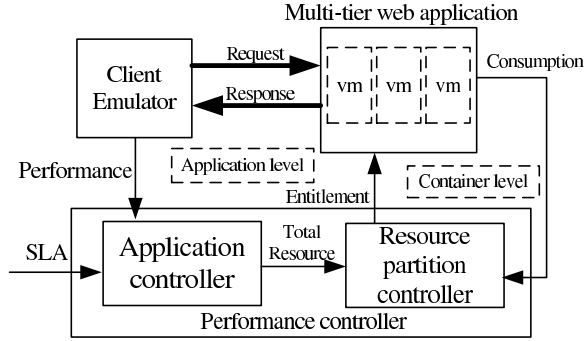 Multi-tier web application
Client
Emulator
Request
Response
vm
vm
vm
Consumption
Performance
Application level
Container level
Entitlement
SLA
Application
controller
Total
Resource
Resource
partition
controller
Performance controller